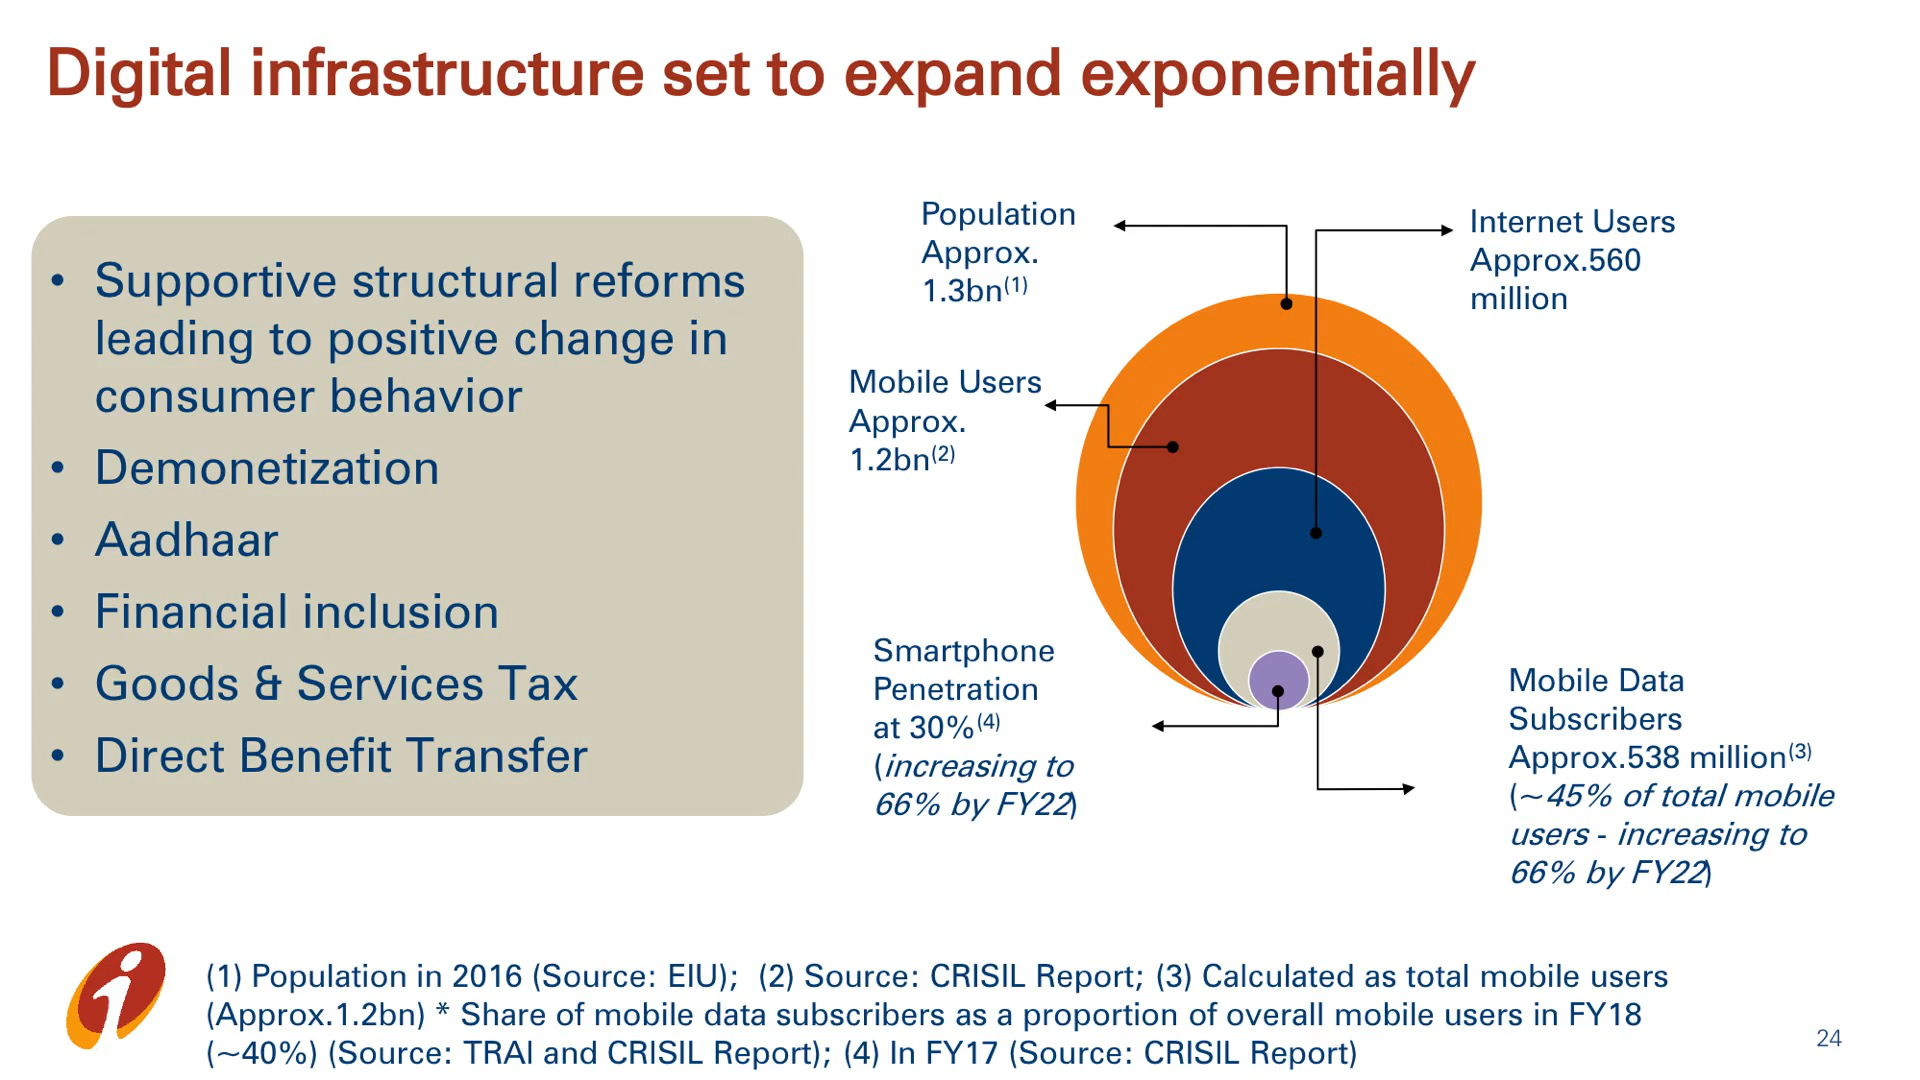 Digital infrastructure set to expand exponentially
• Supportive structural reforms
leading to positive change in
consumer behavior
• Demonetization
• Aadhaar
• Financial inclusion
• Goods & Services Tax
• Direct Benefit Transfer
Population
Approx.
1.3bn(1)
Internet Users
Approx.560
million
Mobile Users
Approx.
1.2bn(2)
Smartphone
Penetration
at 30%(4)
(increasing to
66% by FY22)
Mobile Data
Subscribers
Approx.538 million(3)
(~45% of total mobile
users - increasing to
66% by FY22)
(1) Population in 2016 (Source: EIU); (2) Source: CRISIL Report; (3) Calculated as total mobile users
(Approx.1.2bn) * Share of mobile data subscribers as a proportion of overall mobile users in FY18
(~40%) (Source: TRAI and CRISIL Report); (4) In FY17 (Source: CRISIL Report)
24